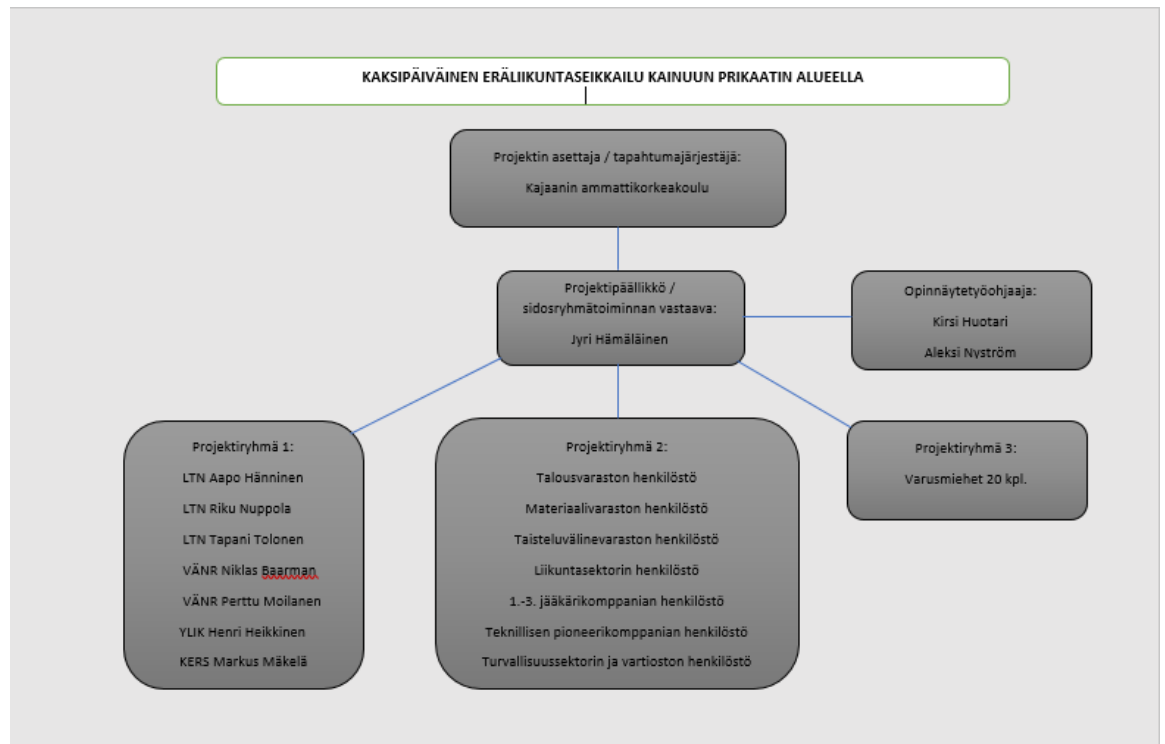 KAKSIPÄIVÄINEN ERÄLIIKUNTASEIKKAILU KAINUUN PRIKAATIN ALUEELLA
Projektin asettaja / tapahtumajärjestäjä:
Kajaanin ammattikorkeakoulu
Projektipäällikkö /
sidosryhmätoiminnan vastaava:
Jyri Hämäläinen
Opinnäytetyöohjaaja:
Kirsi Huotari
Aleksi Nyström
Projektiryhmä 1:
LTN Aapo Hänninen
LTN Riku Nuppola
LTN Tapani Tolonen
VÄNR Niklas Baarman
VÄNR Perttu Moilanen
YLIK Henri Heikkinen
KERS Markus Mäkelä
Projektiryhmä 2:
Talousvaraston henkilöstö
Materiaalivaraston henkilöstö
Taisteluvälinevaraston henkilöstö
Liikuntasektorin henkilöstö
1.-3. jääkärikomppanian henkilöstö
Teknillisen pioneerikomppanian henkilöstö
Turvallisuussektorin ja vartioston henkilöstö
Projektiryhmä 3:
Varusmiehet 20 kpl.